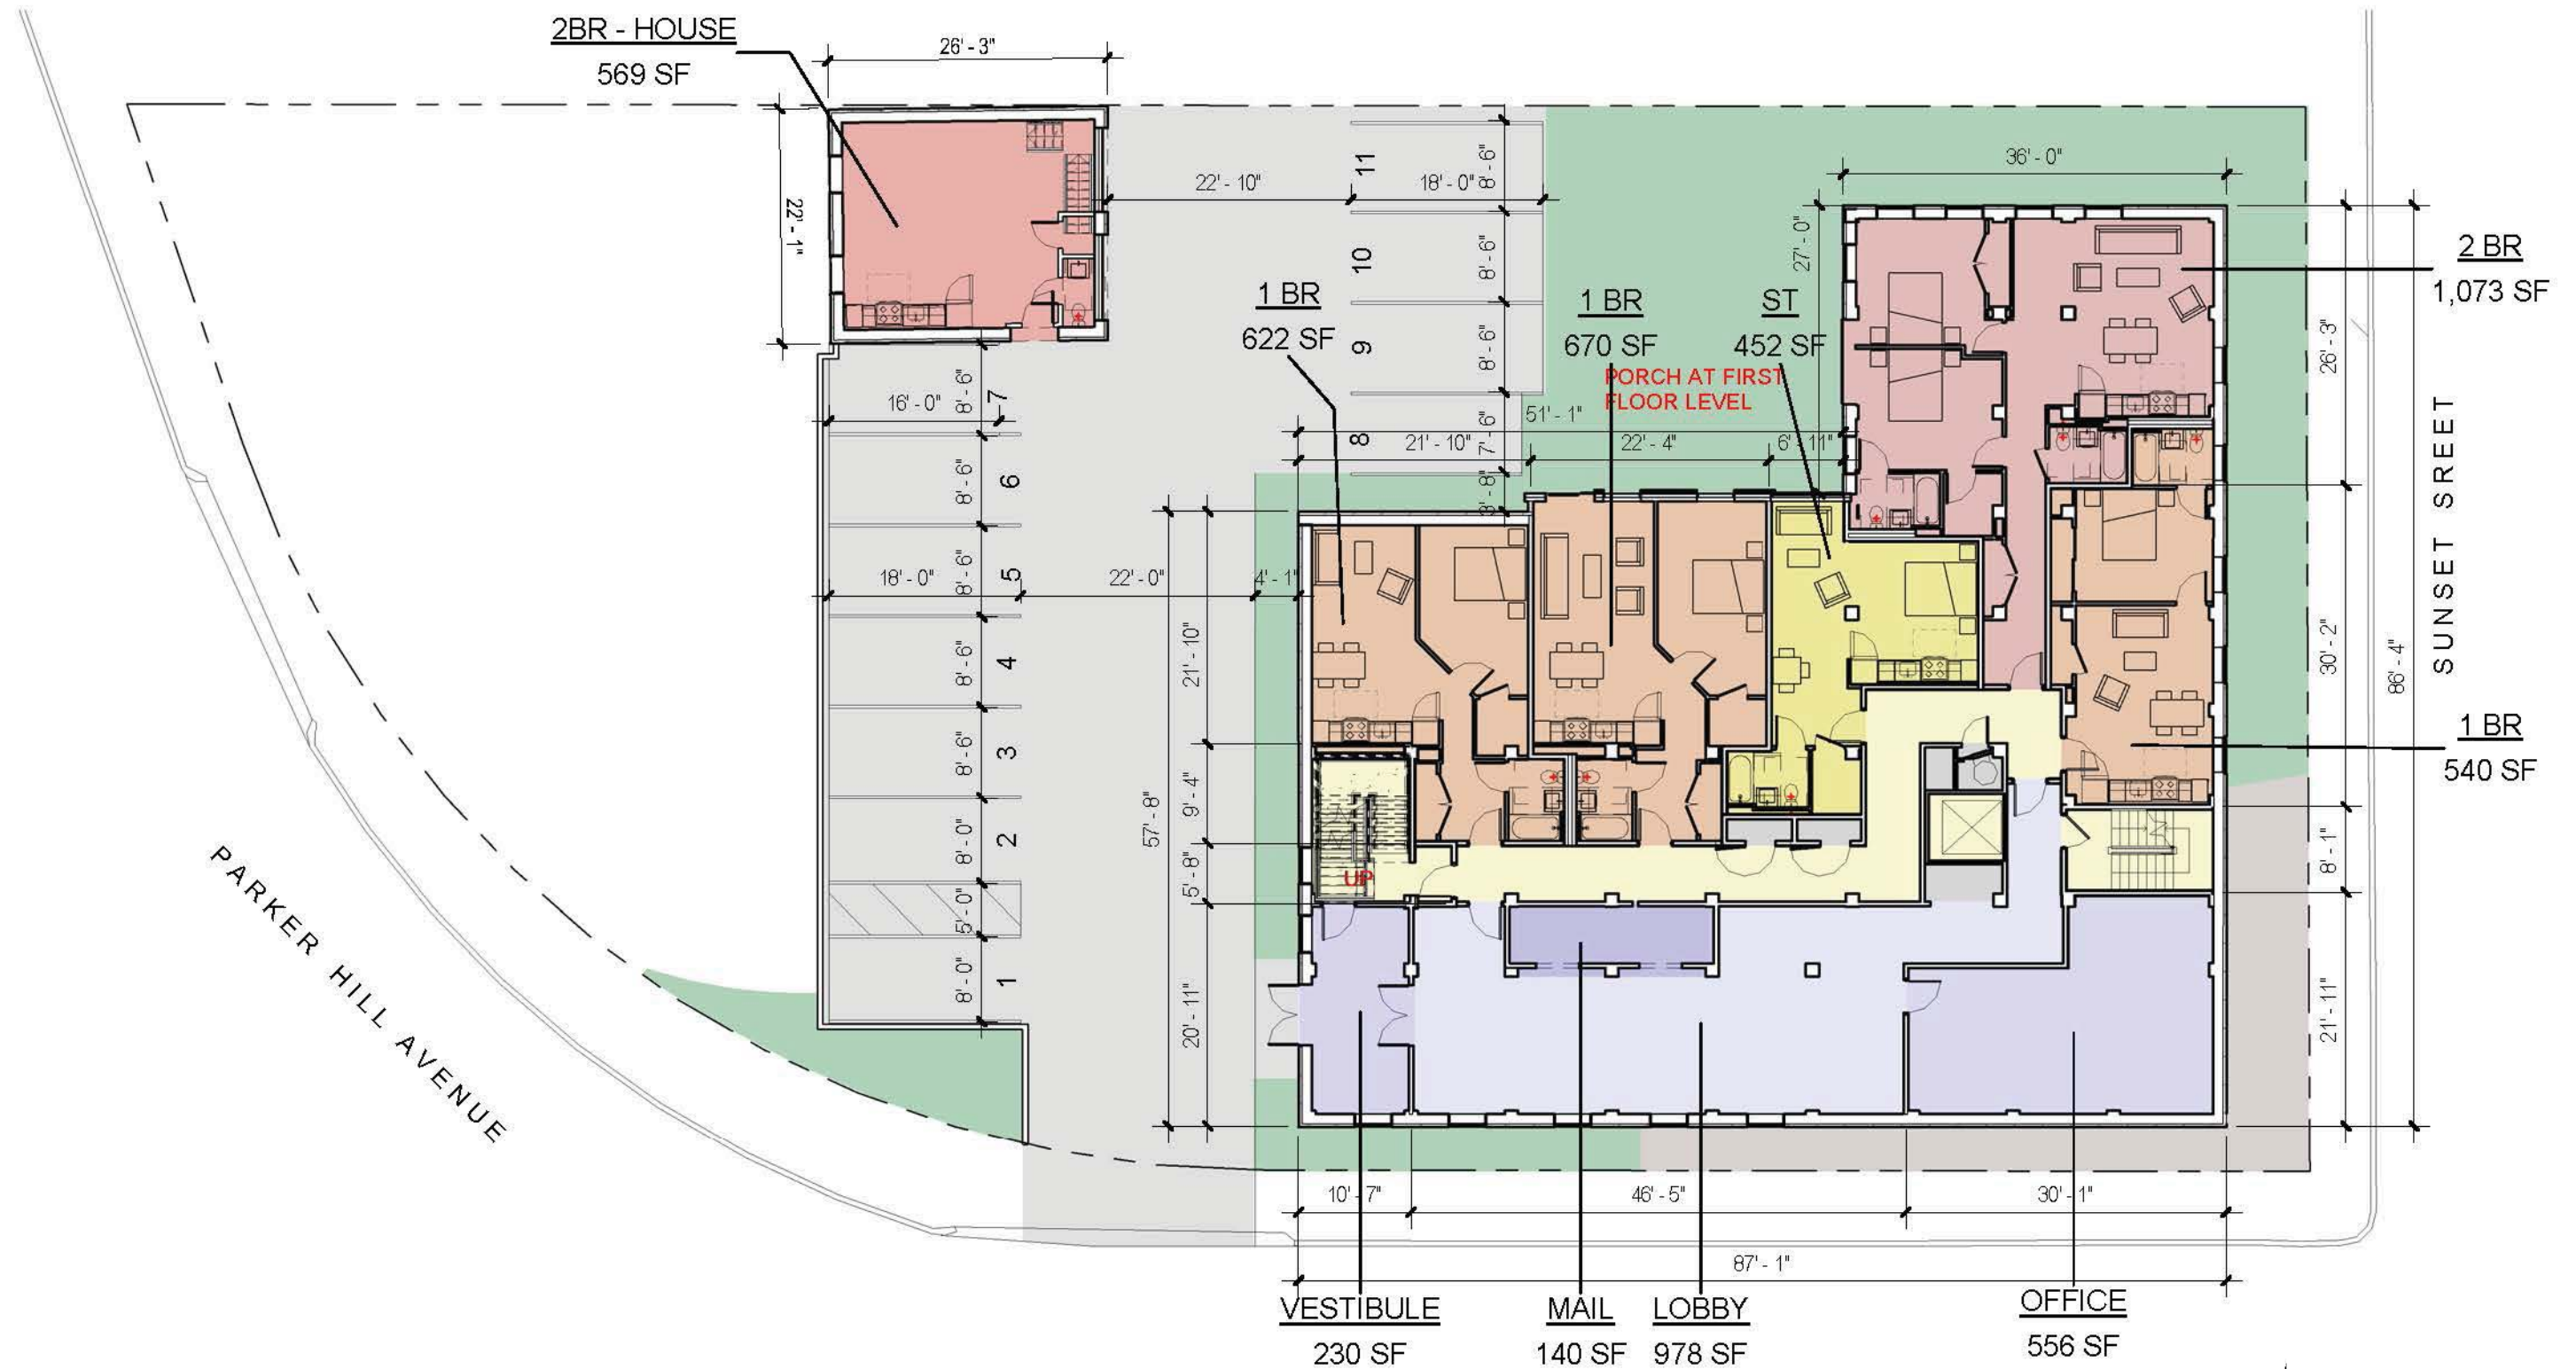 2BR - HOUSE
569 SF
26' - 3"
22' - 1"
22' - 10"
18' - 0"
8' - 6"
11
8' - 6"
10
8' - 6"
9
7' - 6"
8
3' - 8"
36' - 0"
27' - 0"
2 BR
1,073 SF
1 BR
622 SF
1 BR
670 SF
ST
452 SF
PORCH AT FIRST
FLOOR LEVEL
51' - 1"
21' - 10"
22' - 4"
6' - 11"
26' - 3"
30' - 2"
86' - 4"
8' - 1"
21' - 11"
SUNSET SREET
1 BR
540 SF
16' - 0"
8' - 6"
7
8' - 6"
6
18' - 0"
8' - 6"
5
22' - 0"
4' - 1"
8' - 6"
4
8' - 6"
3
8' - 0"
2
5' - 0"
8' - 0"
1
57' - 8"
21' - 10"
9' - 4"
5' - 8"
20' - 11"
UP
PARKER HILL AVENUE
10' - 7"
46' - 5"
30' - 1"
87' - 1"
VESTIBULE
230 SF
MAIL
140 SF
LOBBY
978 SF
OFFICE
556 SF